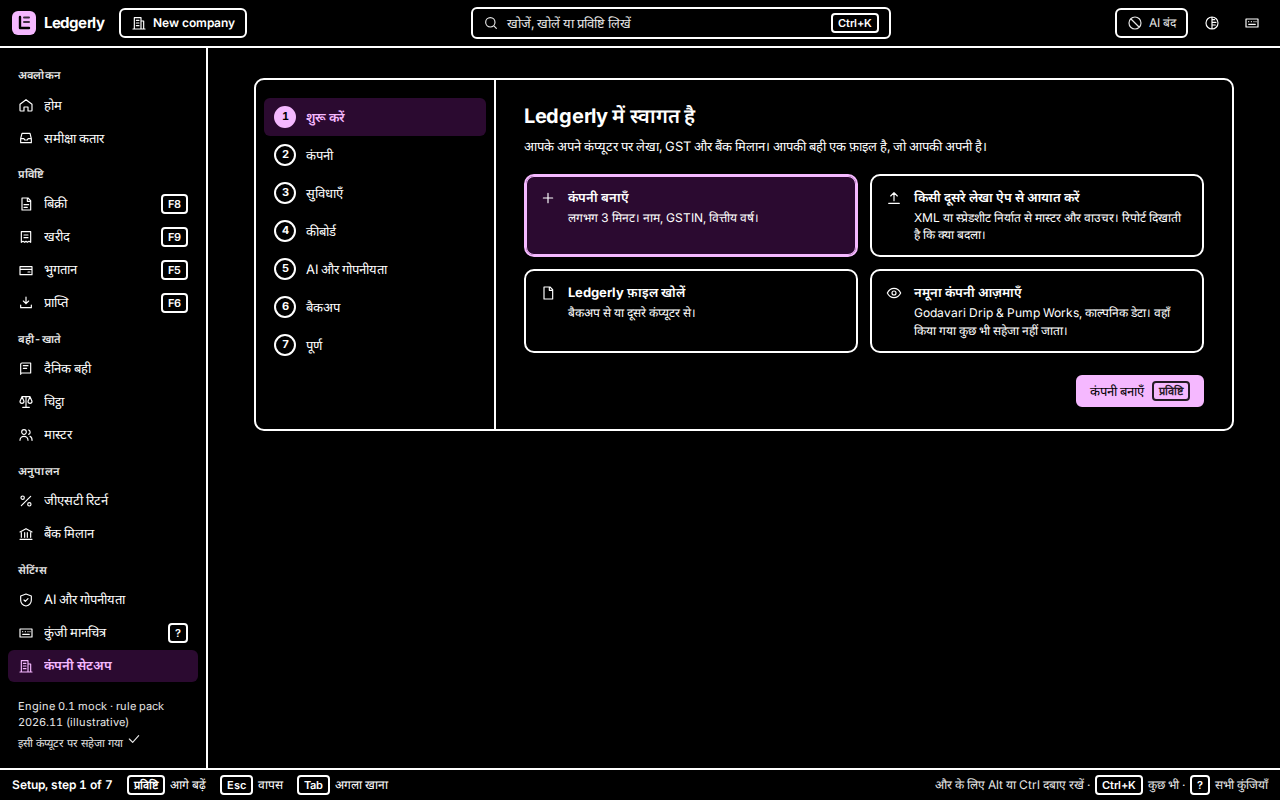 Ledgerly
New company
खोजें, खोलें या प्रविष्टि लिखें
Ctrl+K
AI बंद
अवलोकन
होम
समीक्षा कतार
प्रविष्टि
बिक्री F8
खरीद F9
भुगतान F5
प्राप्ति F6
बही-खाते
दैनिक बही
चिट्ठा
मास्टर
अनुपालन
जीएसटी रिटर्न
बैंक मिलान
सेटिंग्स
AI और गोपनीयता
कुंजी मानचित्र ?
कंपनी सेटअप
Engine 0.1 mock · rule pack
2026.11 (illustrative)
इसी कंप्यूटर पर सहेजा गया
1 शुरू करें
2 कंपनी
3 सुविधाएँ
4 कीबोर्ड
5 AI और गोपनीयता
6 बैकअप
7 पूर्ण
Ledgerly में स्वागत है
आपके अपने कंप्यूटर पर लेखा, GST और बैंक मिलान। आपकी बही एक फ़ाइल है, जो आपकी अपनी है।
कंपनी बनाएँ
लगभग 3 मिनट। नाम, GSTIN, वित्तीय वर्ष।
किसी दूसरे लेखा ऐप से आयात करें
XML या स्प्रेडशीट निर्यात से मास्टर और वाउचर। रिपोर्ट दिखाती
है कि क्या बदला।
Ledgerly फ़ाइल खोलें
बैकअप से या दूसरे कंप्यूटर से।
नमूना कंपनी आज़माएँ
Godavari Drip & Pump Works, काल्पनिक डेटा। वहाँ
किया गया कुछ भी सहेजा नहीं जाता।
कंपनी बनाएँ प्रविष्टि
Setup, step 1 of 7 प्रविष्टि आगे बढ़ें Esc वापस Tab अगला खाना
और के लिए Alt या Ctrl दबाए रखें · Ctrl+K कुछ भी · ? सभी कुंजियाँ